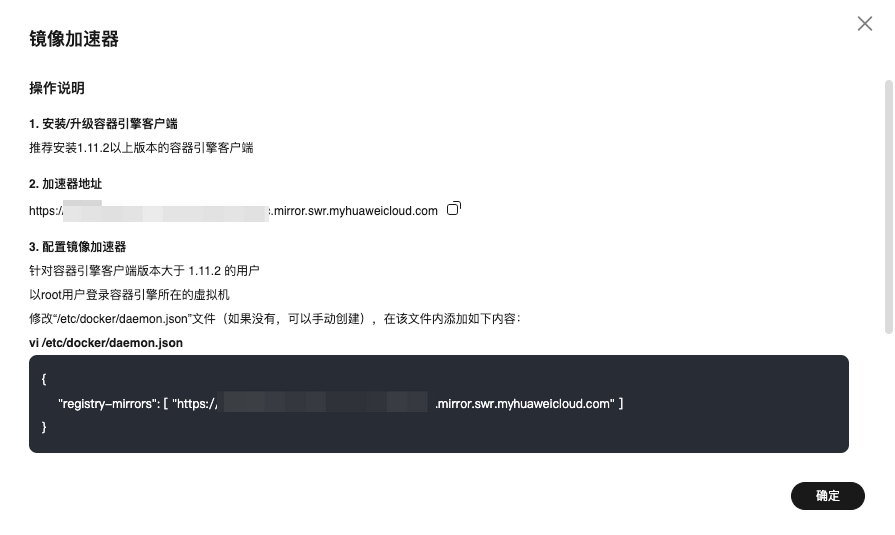 镜像加速器
操作说明
1. 安装/升级容器引擎客户端
推荐安装1.11.2以上版本的容器引擎客户端
2. 加速器地址
https:/ .mirror.swr.myhuaweicloud.com
3. 配置镜像加速器
针对容器引擎客户端版本大于 1.11.2 的用户
以root用户登录容器引擎所在的虚拟机
修改“/etc/docker/daemon.json”文件（如果没有，可以手动创建），在该文件内添加如下内容：
vi /etc/docker/daemon.json
{
"registry-mirrors": [ "https:/ .mirror.swr.myhuaweicloud.com" ]
}
确定